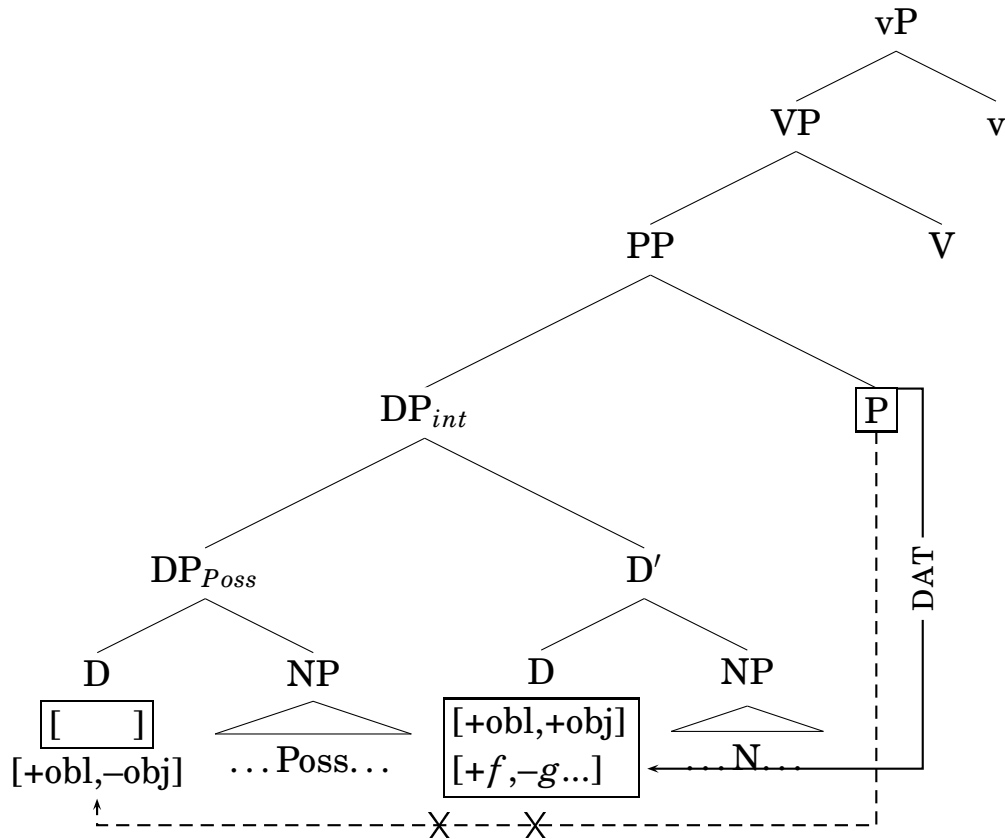 vP
VP v
PP V
DP_int P
DAT
DP_Poss D′
D NP D NP
[ ] [+obl,+obj]
[+obl,–obj] …Poss… [+f,–g...] …N…
X X